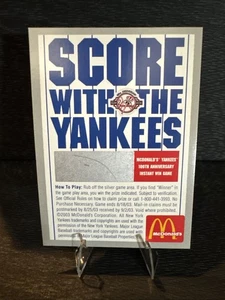 SCORE
WITH THE
YANKEES
McDONALD'S® YANKEES™
100TH ANNIVERSARY
INSTANT WIN GAME
How To Play: Rub off the silver game area. If you find "Winner" in
the game play area, you win the prize indicated. Subject to verification.
See Official Rules on how to claim prize or call 1-800-441-3993. No
Purchase Necessary. Game ends 8/18/03. Mail-in claims must be
postmarked by 8/25/03 and received by 9/2/03. Void where prohibited.
©2003 McDonald's Corporation. All New York
Yankees trademarks and copyrights are used with the
permission of the New York Yankees. Major League
Baseball trademarks and copyrights are used with
permission of Major League Baseball Properties
McDonald's